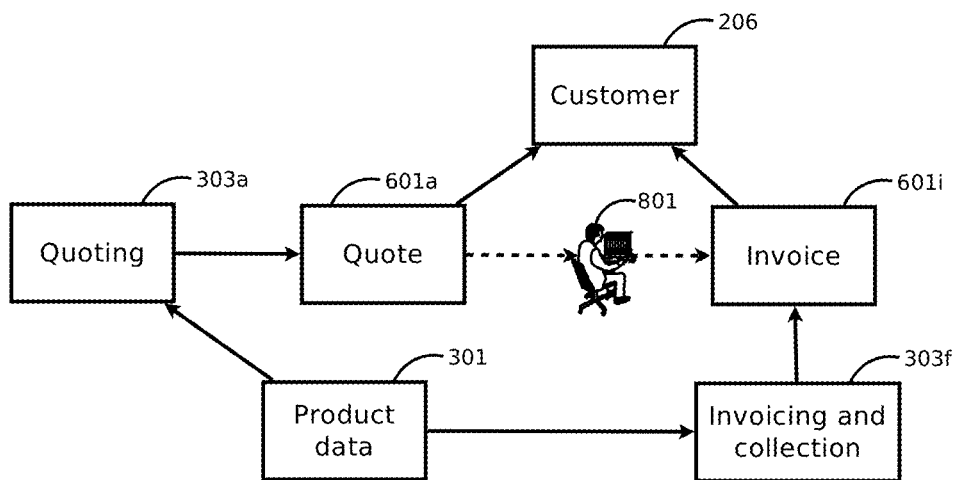 206
Customer
303a
601a
801
601i
Quoting
Quote
Invoice
301
303f
Product
data
Invoicing and
collection